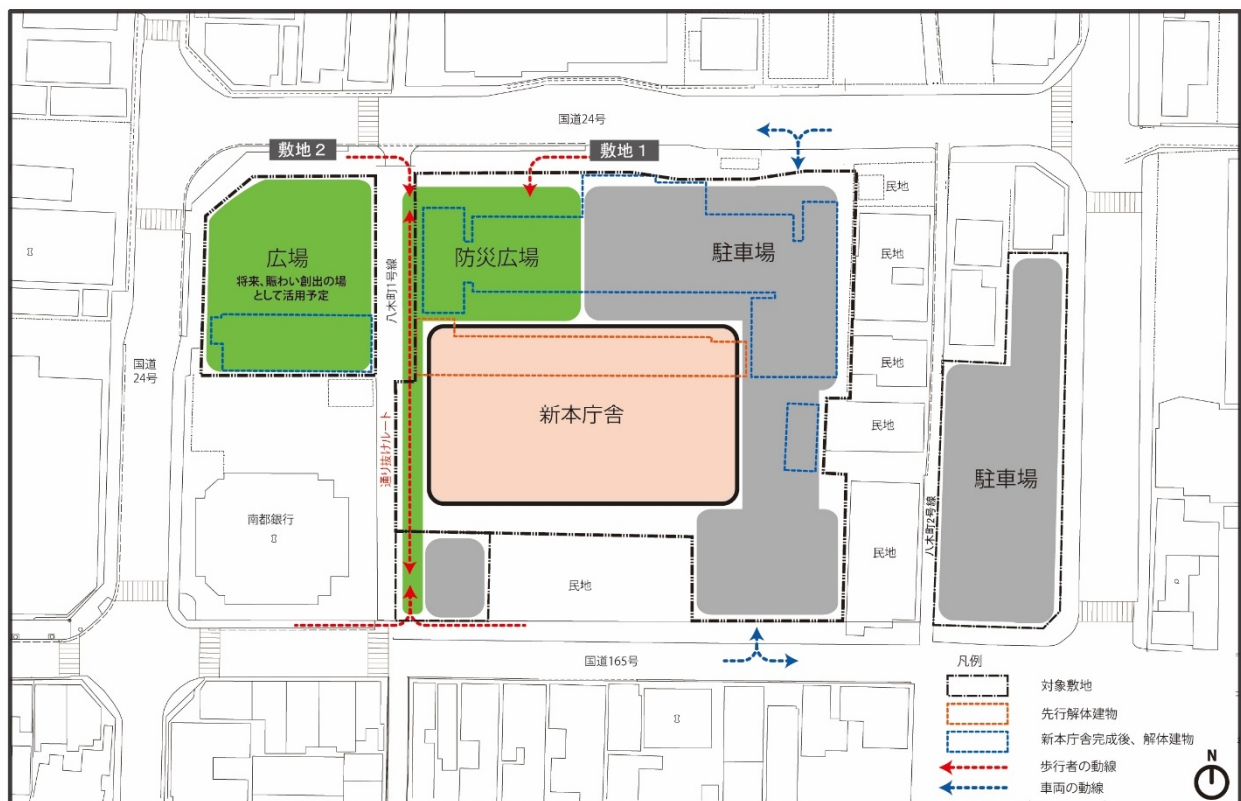 国道24号
敷地2
敷地1
民地
広場
将来、賑わい創出の場
として活用予定
八木町1号線
防災広場
駐車場
民地
国道
24号
民地
新本庁舎
民地
通り抜けルート
駐車場
南都銀行
八木町2号線
民地
民地
国道165号
凡例
対象敷地
先行解体建物
新本庁舎完成後、解体建物
歩行者の動線
車両の動線
N